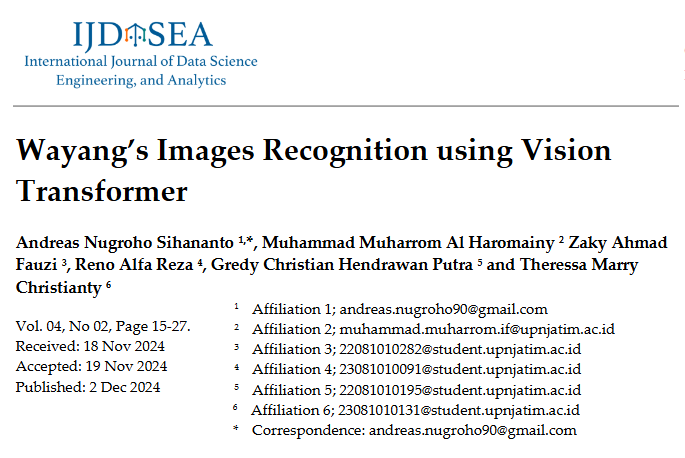 IJDASEA
International Journal of Data Science
Engineering, and Analytics
Wayang's Images Recognition using Vision
Transformer
Andreas Nugroho Sihananto ¹,*, Muhammad Muharrom Al Haromainy ² Zaky Ahmad
Fauzi ³, Reno Alfa Reza ⁴, Gredy Christian Hendrawan Putra ⁵ and Theressa Marry
Christianty ⁶
Vol. 04, No 02, Page 15-27.
Received: 18 Nov 2024
Accepted: 19 Nov 2024
Published: 2 Dec 2024
¹ Affiliation 1; andreas.nugroho90@gmail.com
² Affiliation 2; muhammad.muharrom.if@upnjatim.ac.id
³ Affiliation 3; 22081010282@student.upnjatim.ac.id
⁴ Affiliation 4; 23081010091@student.upnjatim.ac.id
⁵ Affiliation 5; 22081010195@student.upnjatim.ac.id
⁶ Affiliation 6; 23081010131@student.upnjatim.ac.id
* Correspondence: andreas.nugroho90@gmail.com